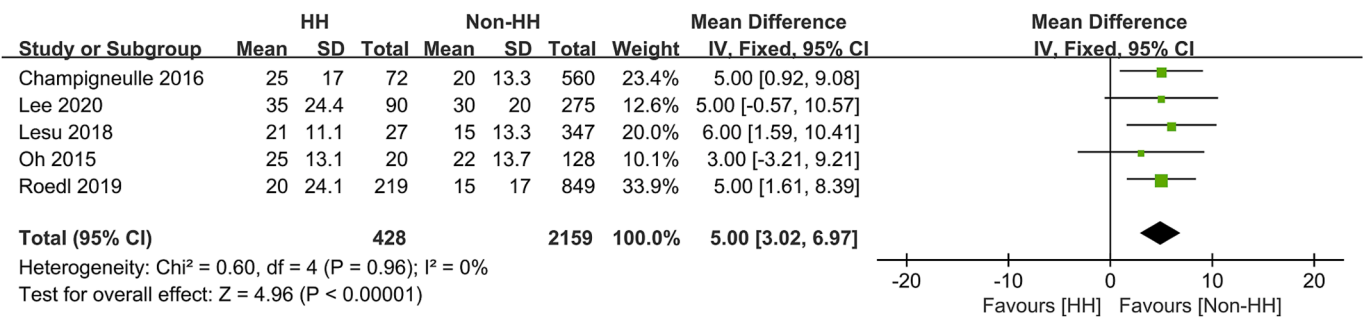 HH Non-HH Mean Difference Mean Difference
Study or Subgroup Mean SD Total Mean SD Total Weight IV, Fixed, 95% CI IV, Fixed, 95% CI
Champigneulle 2016 25 17 72 20 13.3 560 23.4% 5.00 [0.92, 9.08]
Lee 2020 35 24.4 90 30 20 275 12.6% 5.00 [-0.57, 10.57]
Lesu 2018 21 11.1 27 15 13.3 347 20.0% 6.00 [1.59, 10.41]
Oh 2015 25 13.1 20 22 13.7 128 10.1% 3.00 [-3.21, 9.21]
Roedl 2019 20 24.1 219 15 17 849 33.9% 5.00 [1.61, 8.39]
Total (95% CI) 428 2159 100.0% 5.00 [3.02, 6.97]
Heterogeneity: Chi² = 0.60, df = 4 (P = 0.96); I² = 0%
Test for overall effect: Z = 4.96 (P < 0.00001)
-20 -10 0 10 20
Favours [HH] Favours [Non-HH]